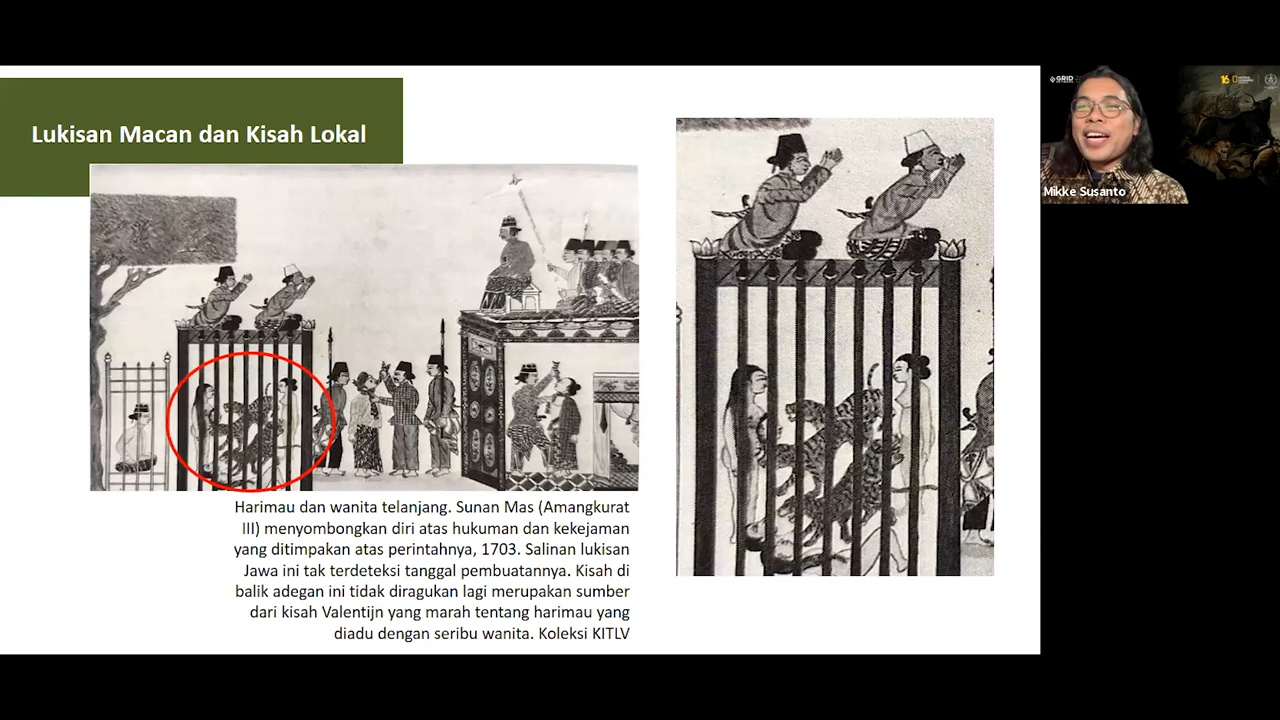 Lukisan Macan dan Kisah Lokal
Harimau dan wanita telanjang. Sunan Mas (Amangkurat
III) menyombongkan diri atas hukuman dan kekejaman
yang ditimpakan atas perintahnya, 1703. Salinan lukisan
Jawa ini tak terdeteksi tanggal pembuatannya. Kisah di
balik adegan ini tidak diragukan lagi merupakan sumber
dari kisah Valentijn yang marah tentang harimau yang
diadu dengan seribu wanita. Koleksi KITLV
GRID
16
Mikke Susanto